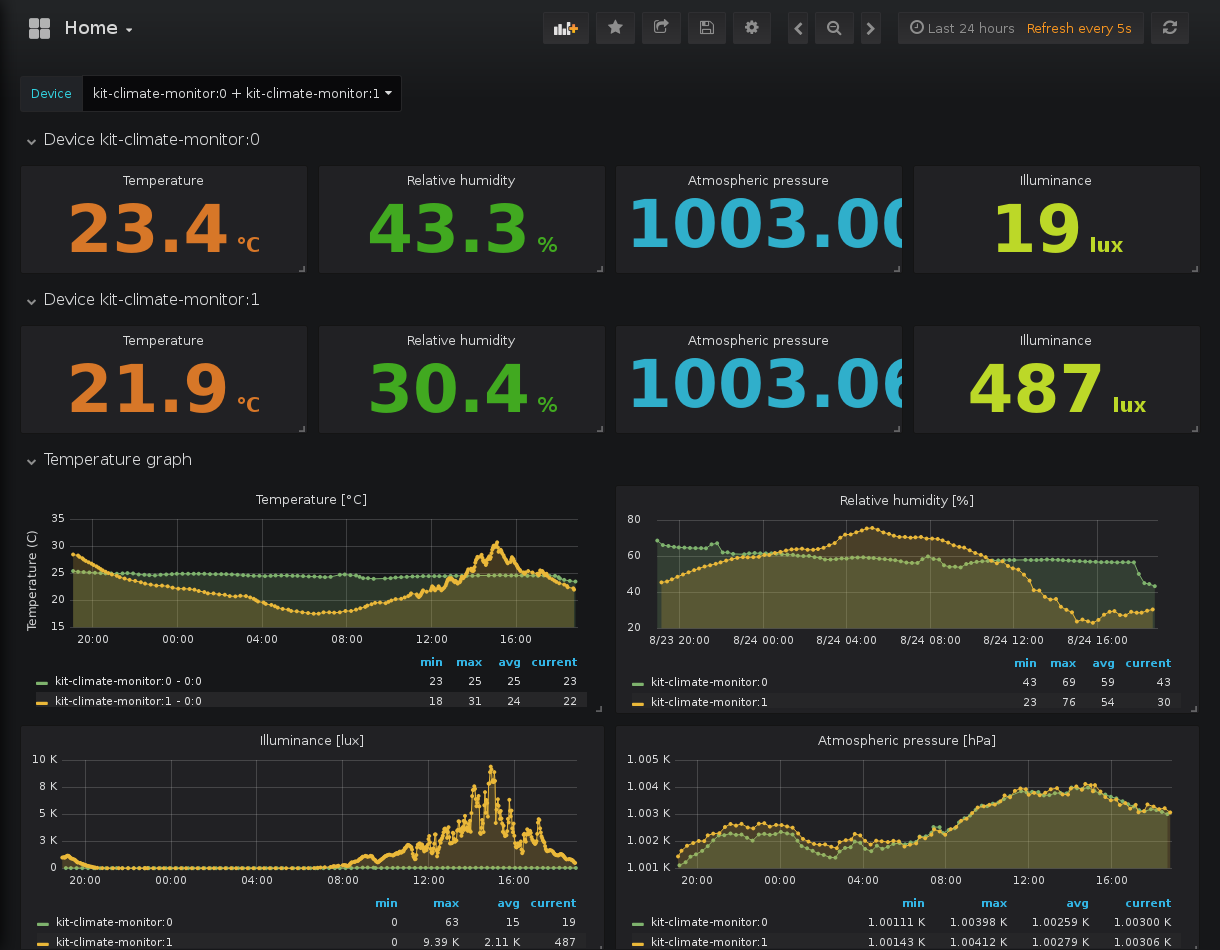 Home
Last 24 hours Refresh every 5s
Device kit-climate-monitor:0 + kit-climate-monitor:1
Device kit-climate-monitor:0
Temperature Relative humidity Atmospheric pressure Illuminance
23.4 °C 43.3 % 1003.00 19 lux
Device kit-climate-monitor:1
Temperature Relative humidity Atmospheric pressure Illuminance
21.9 °C 30.4 % 1003.06 487 lux
Temperature graph
Temperature [°C]
Temperature (C)
35
30
25
20
15
20:00 00:00 04:00 08:00 12:00 16:00
min max avg current
kit-climate-monitor:0 - 0:0 23 25 25 23
kit-climate-monitor:1 - 0:0 18 31 24 22
Relative humidity [%]
80
60
40
20
8/23 20:00 8/24 00:00 8/24 04:00 8/24 08:00 8/24 12:00 8/24 16:00
min max avg current
kit-climate-monitor:0 43 69 59 43
kit-climate-monitor:1 23 76 54 30
Illuminance [lux]
10 K
8 K
5 K
3 K
0
20:00 00:00 04:00 08:00 12:00 16:00
min max avg current
kit-climate-monitor:0 0 63 15 19
kit-climate-monitor:1 0 9.39 K 2.11 K 487
Atmospheric pressure [hPa]
1.005 K
1.004 K
1.003 K
1.002 K
1.001 K
20:00 00:00 04:00 08:00 12:00 16:00
min max avg current
kit-climate-monitor:0 1.00111 K 1.00398 K 1.00259 K 1.00300 K
kit-climate-monitor:1 1.00143 K 1.00412 K 1.00279 K 1.00306 K